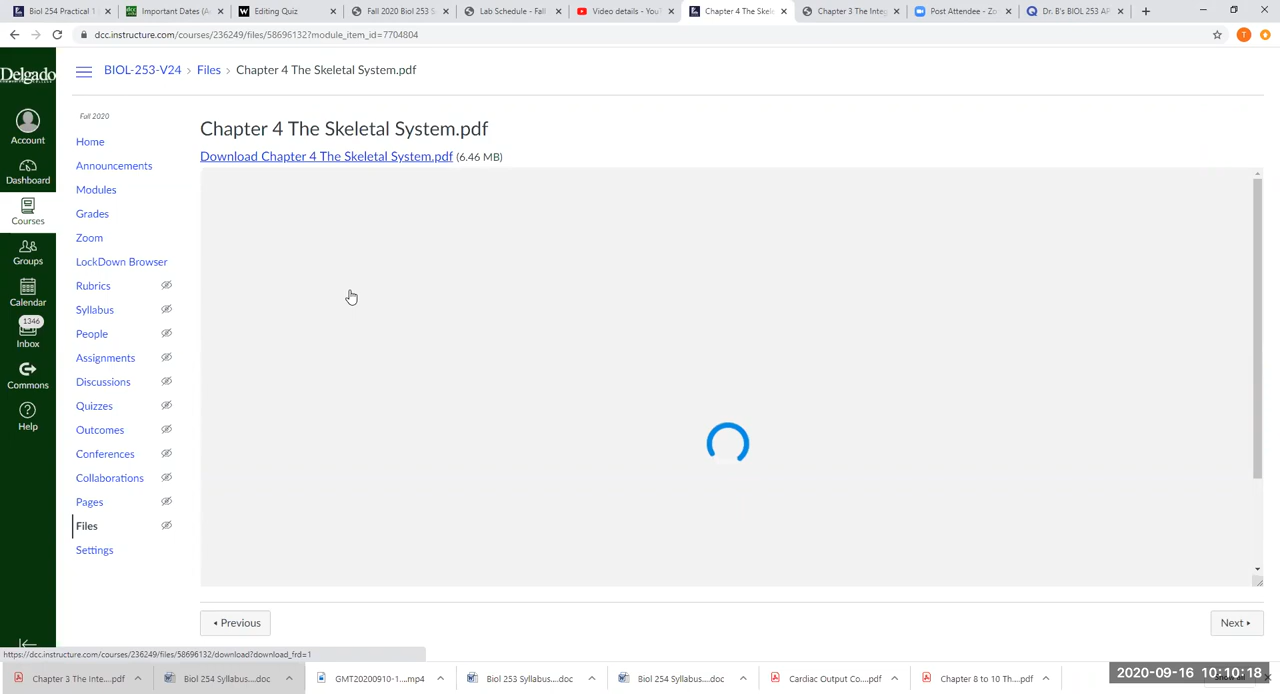 Biol 254 Practical 1
Important Dates (A
Editing Quiz
Fall 2020 Biol 253 S
Lab Schedule - Fall
Video details - YouT
Chapter 4 The Skele
Chapter 3 The Integ
Post Attendee - Zo
Dr. B's BIOL 253 AP
dcc.instructure.com/courses/236249/files/58696132?module_item_id=7704804
T
Delgado
Account
Dashboard
Courses
Groups
Calendar
1346
Inbox
Commons
Help
BIOL-253-V24 › Files › Chapter 4 The Skeletal System.pdf
Fall 2020
Home
Announcements
Modules
Grades
Zoom
LockDown Browser
Rubrics
Syllabus
People
Assignments
Discussions
Quizzes
Outcomes
Conferences
Collaborations
Pages
Files
Settings
Chapter 4 The Skeletal System.pdf
Download Chapter 4 The Skeletal System.pdf (6.46 MB)
Previous
Next
https://dcc.instructure.com/courses/236249/files/58696132/download?download_frd=1
Chapter 3 The Inte....pdf
Biol 254 Syllabus....doc
GMT20200910-1....mp4
Biol 253 Syllabus....doc
Biol 254 Syllabus....doc
Cardiac Output Co....pdf
Chapter 8 to 10 Th....pdf
2020-09-16 10:10:18